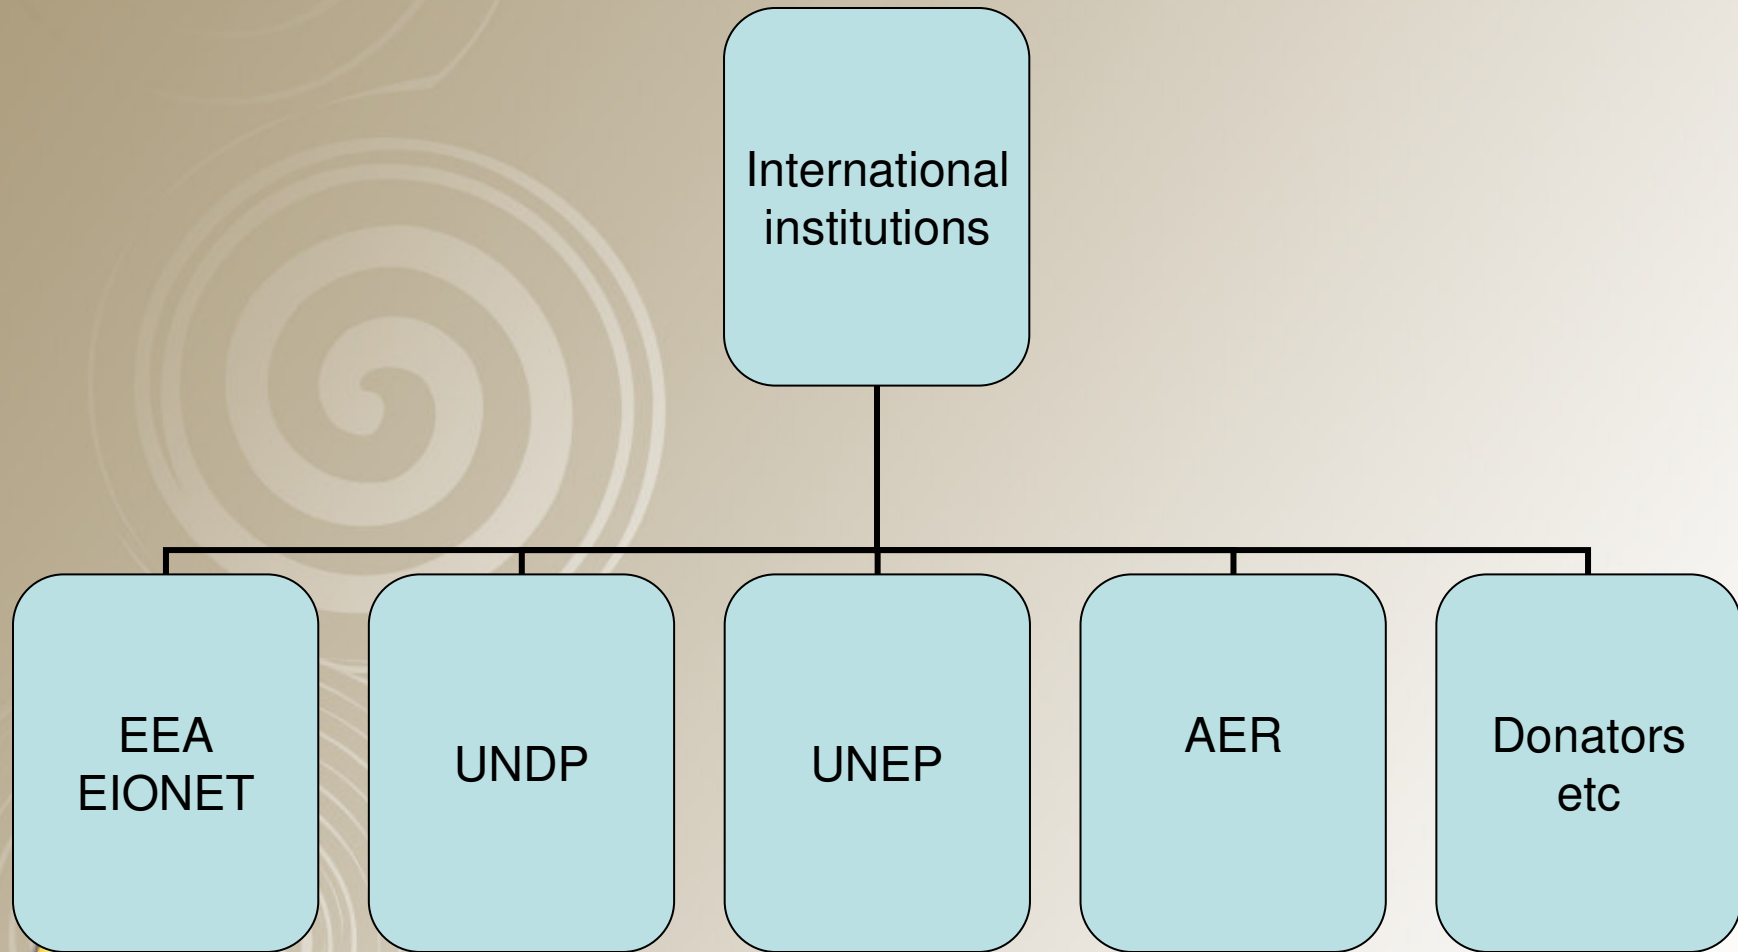 International
institutions
EEA
EIONET
UNDP
UNEP
AER
Donators
etc